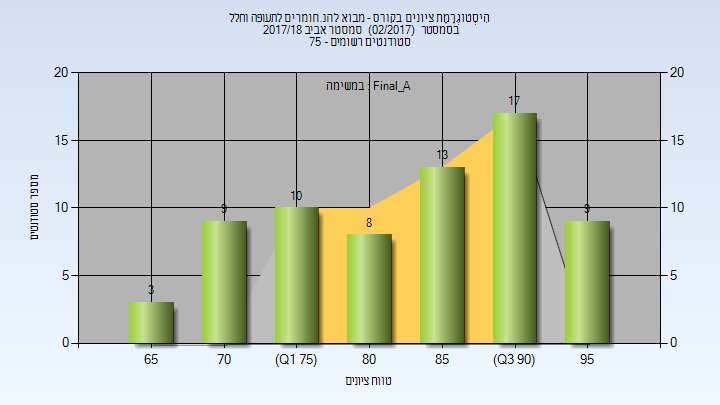 היסטוגרמת ציונים בקורס - מבוא להנ.חומרים לתעופה וחלל
בסמסטר (02/2017) סמסטר אביב 2017/18
סטודנטים רשומים - 75
במשימה : Final_A
20 20
15 15
10 10
5 5
0 0
3 9 10 8 13 17 9
65 70 (Q1 75) 80 85 (Q3 90) 95
מספר סטודנטים
טווח ציונים